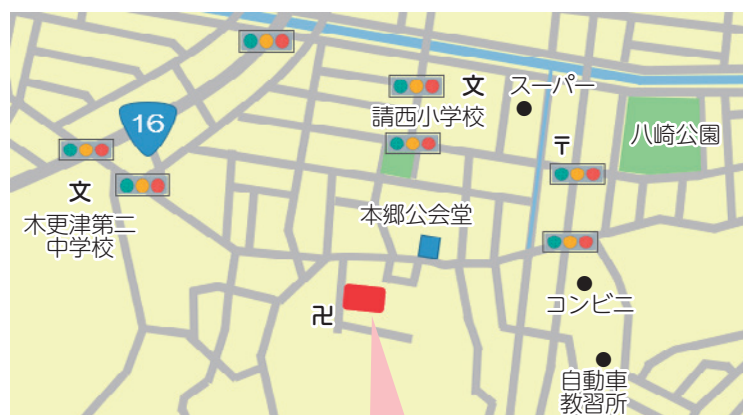 文
スーパー
請西小学校
16
〒
八崎公園
文
木更津第二
中学校
本郷公会堂
卍
コンビニ
自動車
教習所